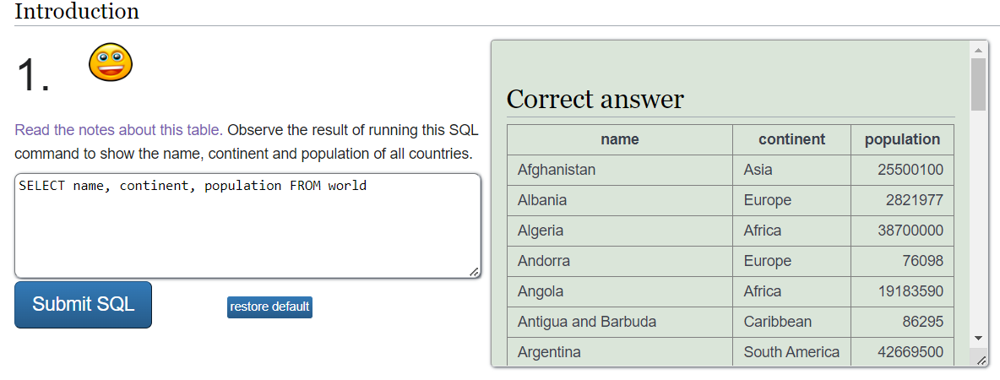 Introduction
1.
Read the notes about this table. Observe the result of running this SQL
command to show the name, continent and population of all countries.
SELECT name, continent, population FROM world
Submit SQL
restore default
Correct answer
name continent population
Afghanistan Asia 25500100
Albania Europe 2821977
Algeria Africa 38700000
Andorra Europe 76098
Angola Africa 19183590
Antigua and Barbuda Caribbean 86295
Argentina South America 42669500